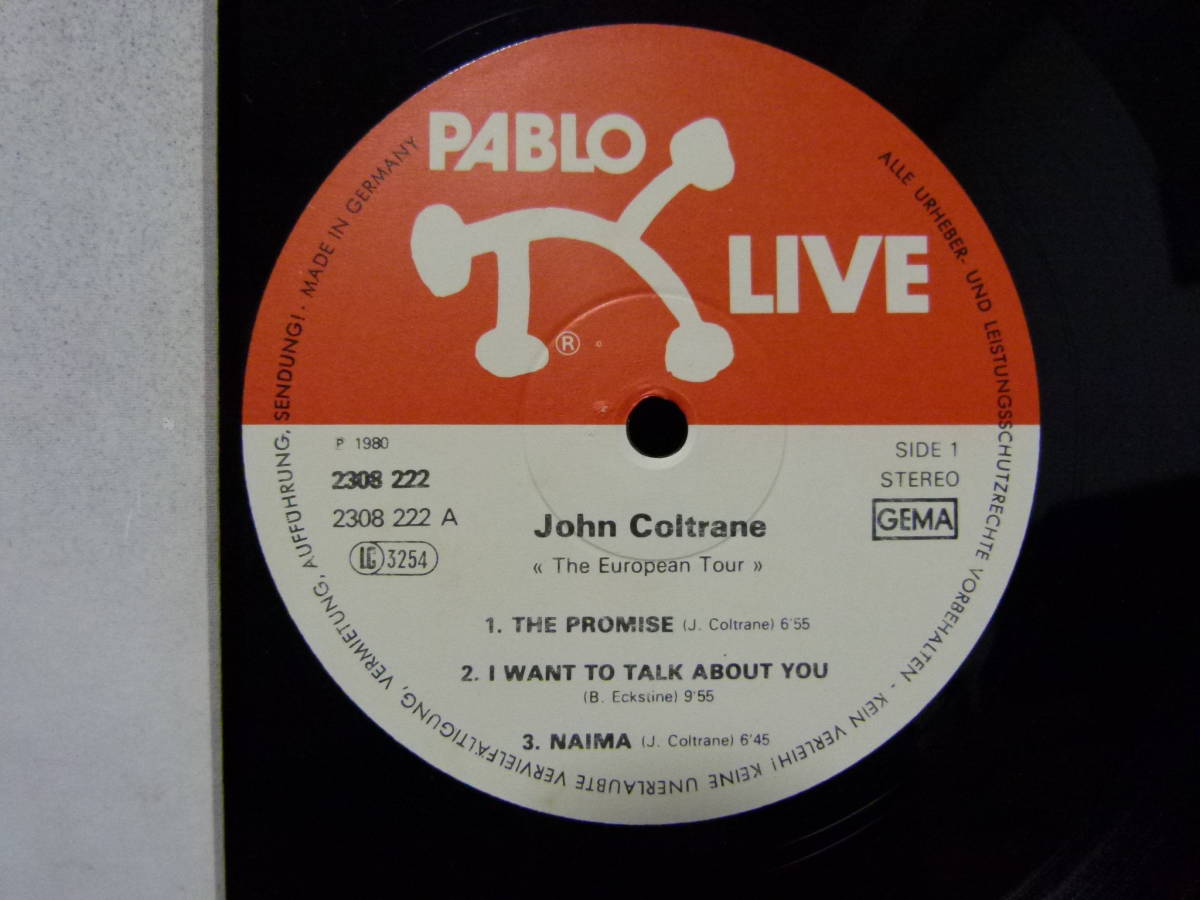 PABLO
LIVE
®
℗ 1980
2308 222
2308 222 A
LC 3254
SIDE 1
STEREO
GEMA
John Coltrane
« The European Tour »
1. THE PROMISE (J. Coltrane) 6'55
2. I WANT TO TALK ABOUT YOU
(B. Eckstine) 9'55
3. NAIMA (J. Coltrane) 6'45
ALLE URHEBER- UND LEISTUNGSSCHUTZRECHTE VORBEHALTEN - KEIN VERLEIH! KEINE UNERLAUBTE VERVIELFÄLTIGUNG, VERMIETUNG, AUFFÜHRUNG, SENDUNG!. MADE IN GERMANY